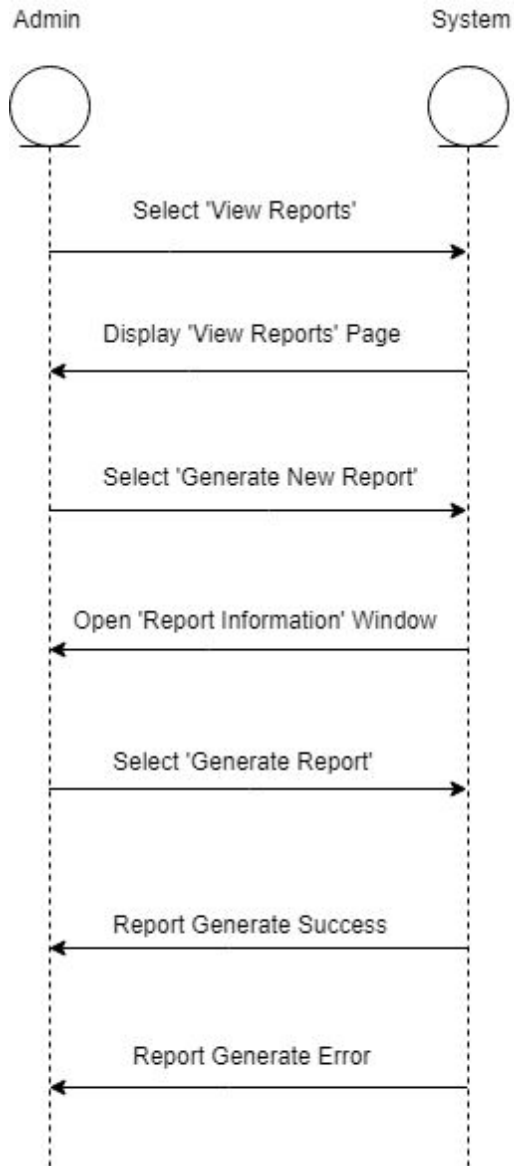 Admin
System
Select 'View Reports'
Display 'View Reports' Page
Select 'Generate New Report'
Open 'Report Information' Window
Select 'Generate Report'
Report Generate Success
Report Generate Error